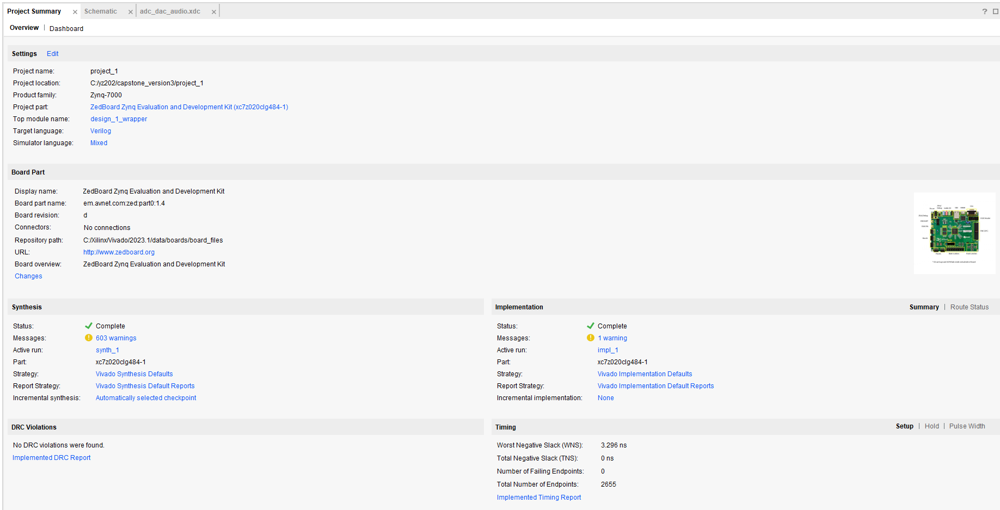 Project Summary × Schematic × adc_dac_audio.xdc × ?
Overview | Dashboard
Settings Edit
Project name: project_1
Project location: C:/yz202/capstone_version3/project_1
Product family: Zynq-7000
Project part: ZedBoard Zynq Evaluation and Development Kit (xc7z020clg484-1)
Top module name: design_1_wrapper
Target language: Verilog
Simulator language: Mixed
Board Part
Display name: ZedBoard Zynq Evaluation and Development Kit
Board part name: em.avnet.com:zed:part0:1.4
Board revision: d
Connectors: No connections
Repository path: C:/Xilinx/Vivado/2023.1/data/boards/board_files
URL: http://www.zedboard.org
Board overview: ZedBoard Zynq Evaluation and Development Kit
Changes
Synthesis
Status: Complete
Messages: 603 warnings
Active run: synth_1
Part: xc7z020clg484-1
Strategy: Vivado Synthesis Defaults
Report Strategy: Vivado Synthesis Default Reports
Incremental synthesis: Automatically selected checkpoint
Implementation Summary | Route Status
Status: Complete
Messages: 1 warning
Active run: impl_1
Part: xc7z020clg484-1
Strategy: Vivado Implementation Defaults
Report Strategy: Vivado Implementation Default Reports
Incremental implementation: None
DRC Violations
No DRC violations were found.
Implemented DRC Report
Timing Setup | Hold | Pulse Width
Worst Negative Slack (WNS): 3.296 ns
Total Negative Slack (TNS): 0 ns
Number of Failing Endpoints: 0
Total Number of Endpoints: 2655
Implemented Timing Report